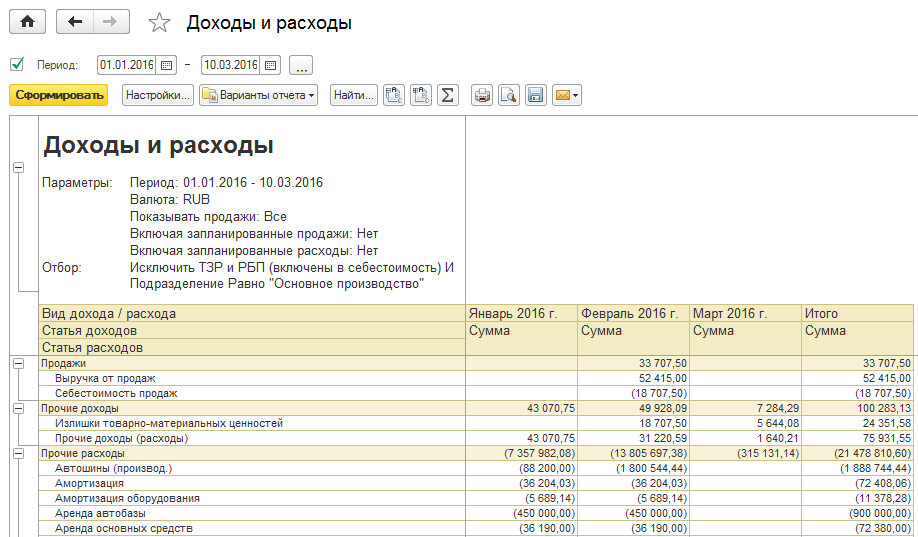 Доходы и расходы
Период: 01.01.2016 – 10.03.2016 ...
Сформировать Настройки... Варианты отчета Найти... Σ
Доходы и расходы
Параметры: Период: 01.01.2016 - 10.03.2016
Валюта: RUB
Показывать продажи: Все
Включая запланированные продажи: Нет
Включая запланированные расходы: Нет
Отбор: Исключить ТЗР и РБП (включены в себестоимость) И
Подразделение Равно "Основное производство"
Вид дохода / расхода Январь 2016 г. Февраль 2016 г. Март 2016 г. Итого
Статья доходов Сумма Сумма Сумма Сумма
Статья расходов
Продажи 33 707,50 33 707,50
Выручка от продаж 52 415,00 52 415,00
Себестоимость продаж (18 707,50) (18 707,50)
Прочие доходы 43 070,75 49 928,09 7 284,29 100 283,13
Излишки товарно-материальных ценностей 18 707,50 5 644,08 24 351,58
Прочие доходы (расходы) 43 070,75 31 220,59 1 640,21 75 931,55
Прочие расходы (7 357 982,08) (13 805 697,38) (315 131,14) (21 478 810,60)
Автошины (производ.) (88 200,00) (1 800 544,44) (1 888 744,44)
Амортизация (36 204,03) (36 204,03) (72 408,06)
Амортизация оборудования (5 689,14) (5 689,14) (11 378,28)
Аренда автобазы (450 000,00) (450 000,00) (900 000,00)
Аренда основных средств (36 190,00) (36 190,00) (72 380,00)